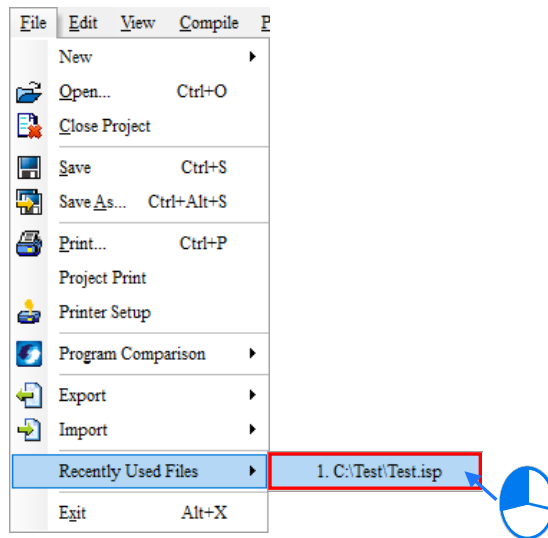 File Edit View Compile P
New
Open... Ctrl+O
Close Project
Save Ctrl+S
Save As... Ctrl+Alt+S
Print... Ctrl+P
Project Print
Printer Setup
Program Comparison
Export
Import
Recently Used Files 1. C:\Test\Test.isp
Exit Alt+X